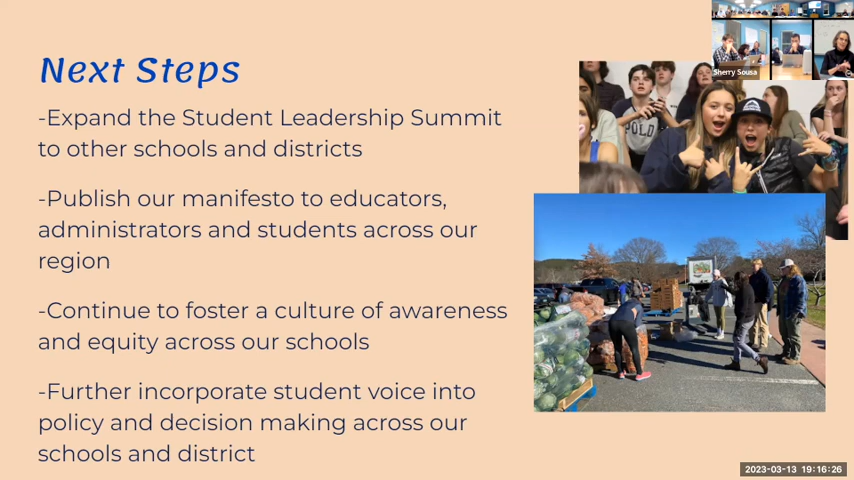 Next Steps
-Expand the Student Leadership Summit
to other schools and districts
-Publish our manifesto to educators,
administrators and students across our
region
-Continue to foster a culture of awareness
and equity across our schools
-Further incorporate student voice into
policy and decision making across our
schools and district
Sherry Sousa
POLO
2023-03-13 19:16:26